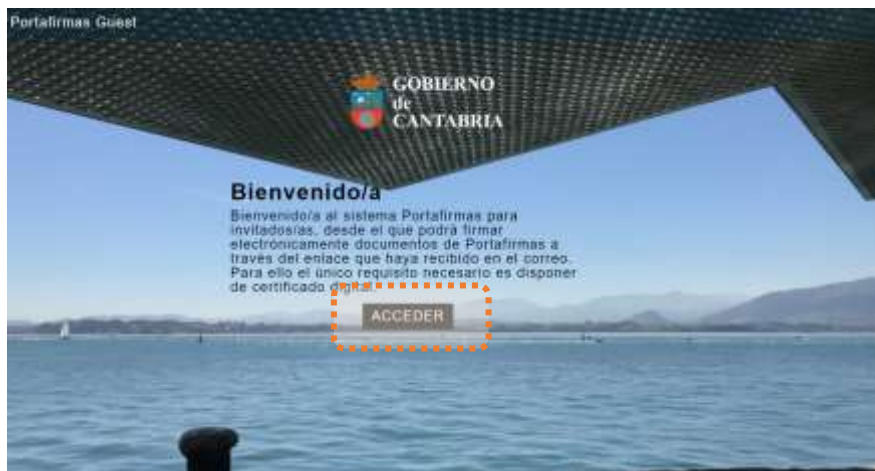 Portafirmas Guest
GOBIERNO
de
CANTABRIA
Bienvenido/a
Bienvenido/a al sistema Portafirmas para
invitados/as, desde el que podrá firmar
electrónicamente documentos de Portafirmas a
través del enlace que haya recibido en el correo.
Para ello el único requisito necesario es disponer
de certificado digital.
ACCEDER